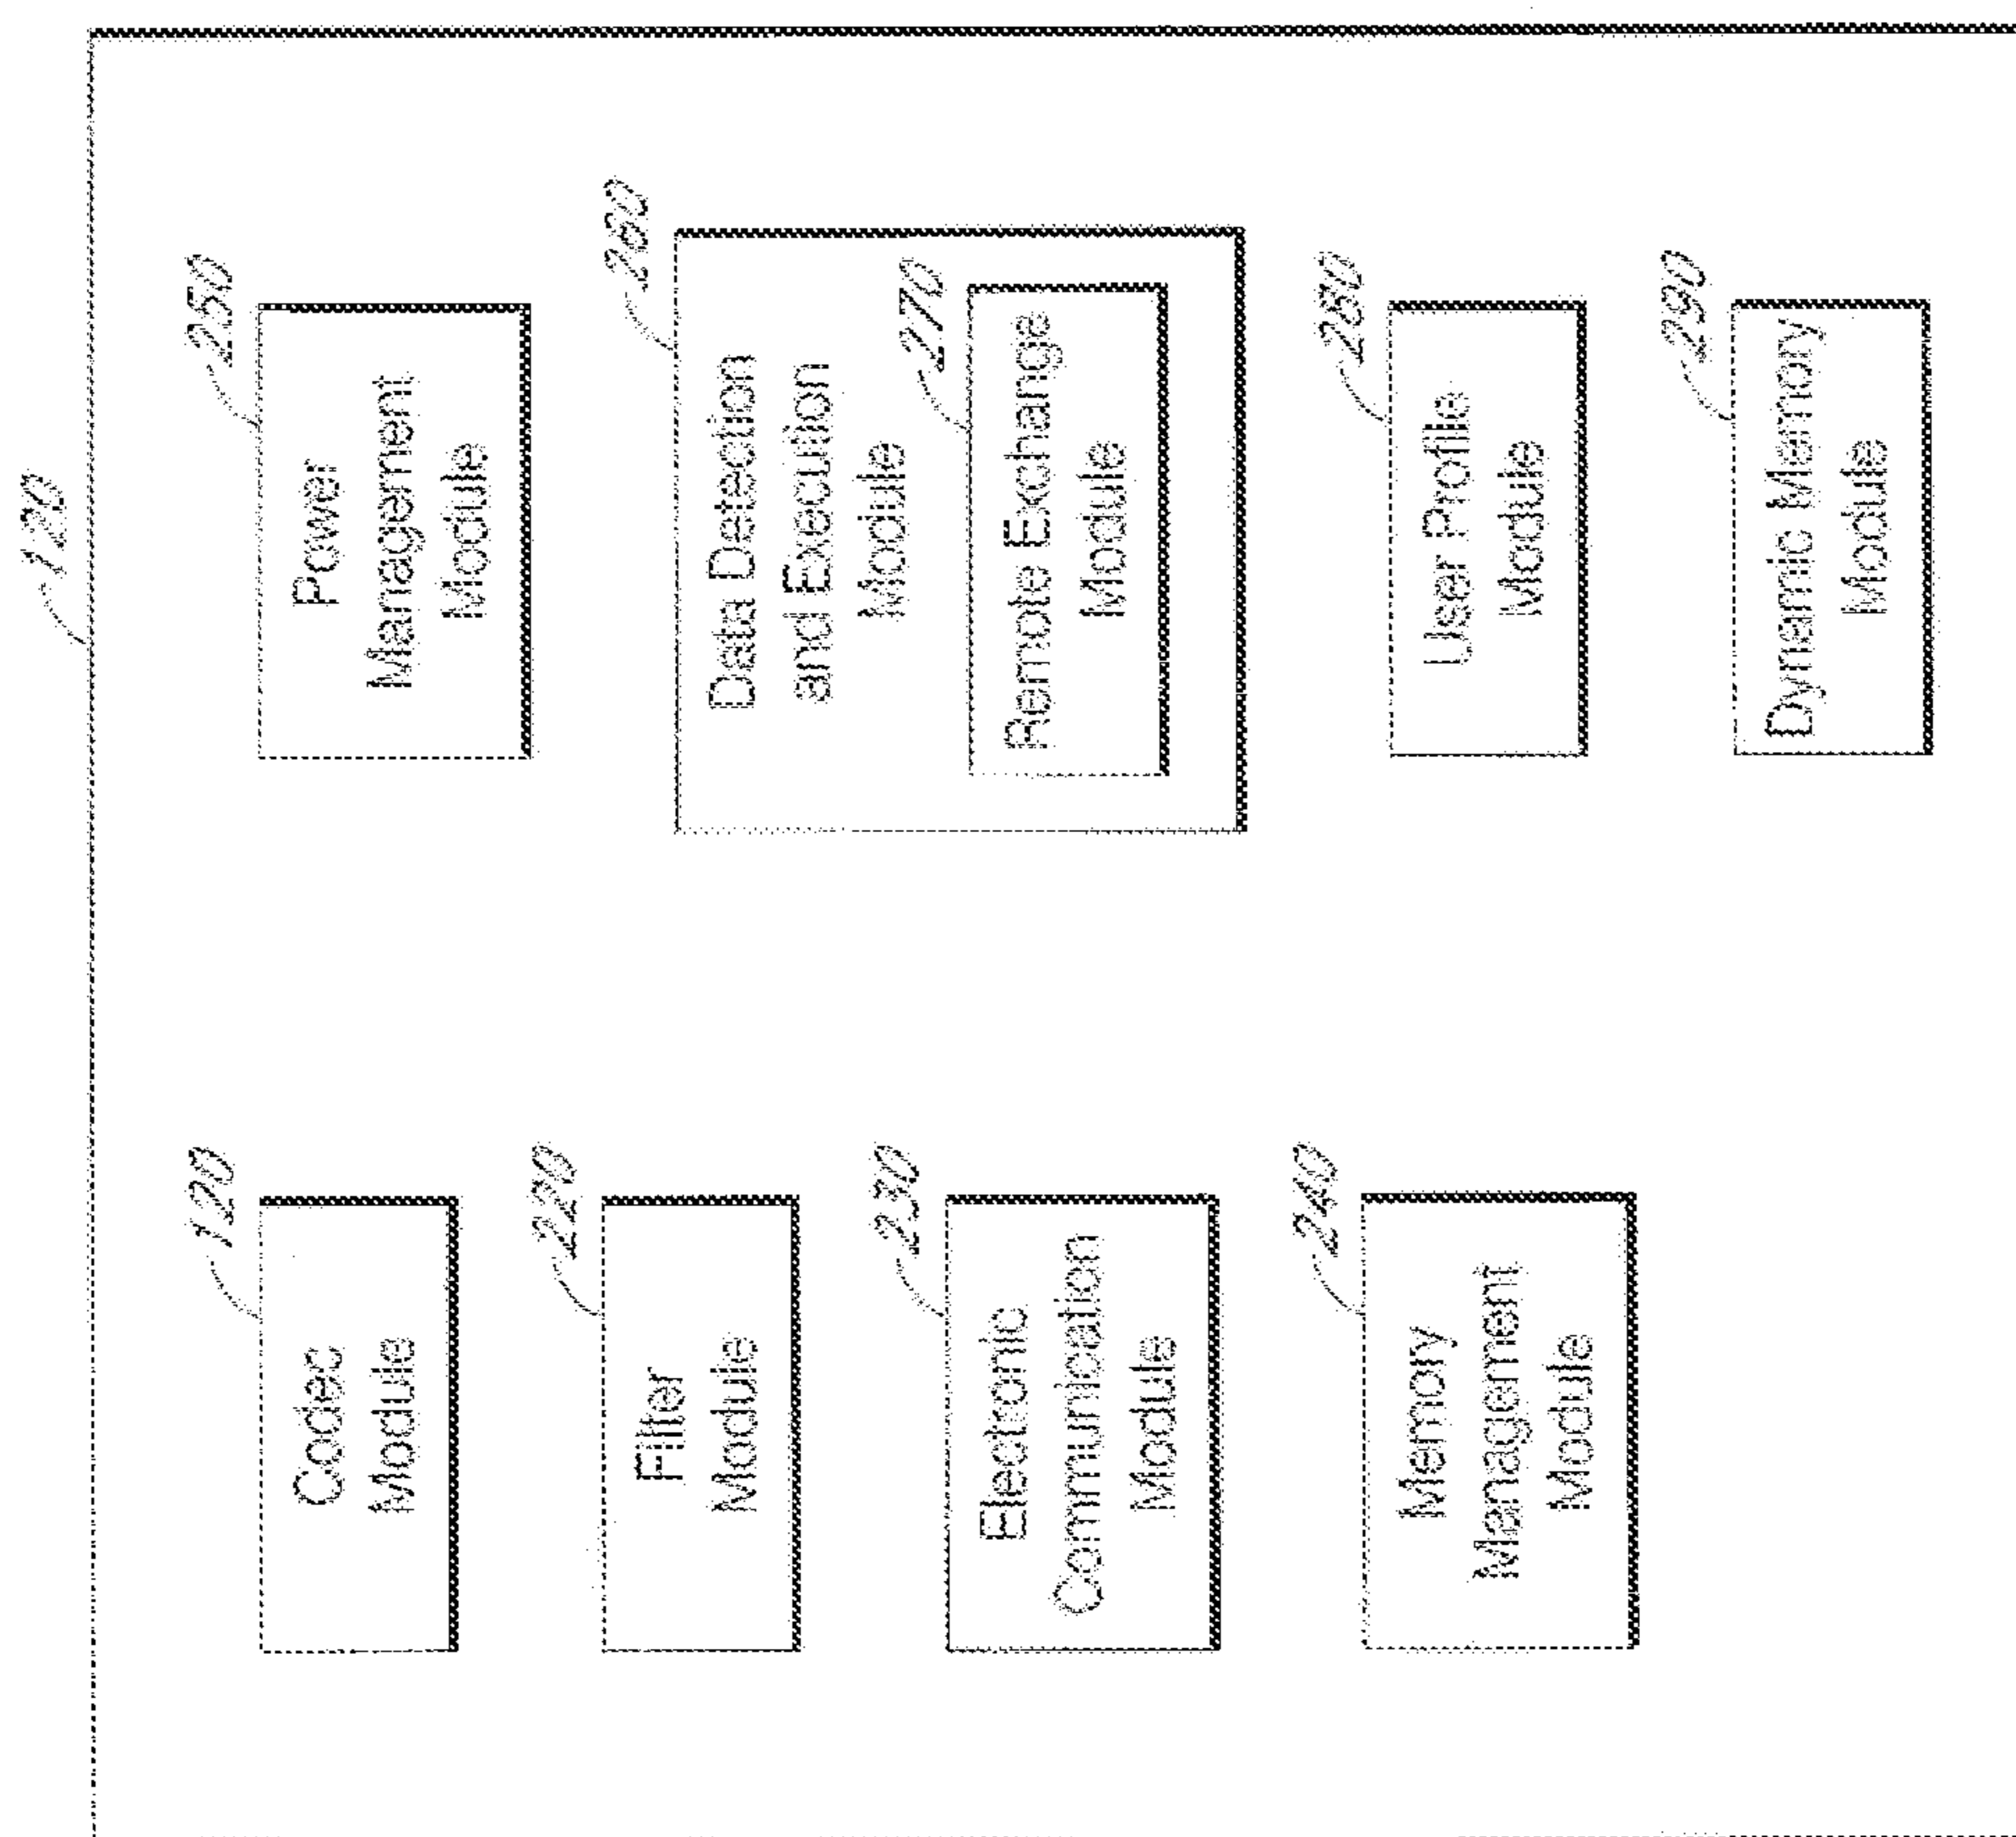 120
120
Codec
Module
220
Filter
Module
230
Electronic
Communication
Module
240
Memory
Management
Module
250
Power
Management
Module
260
Data Detection
and Execution
Module
270
Remote Exchange
Module
280
User Profile
Module
290
Dynamic Memory
Module